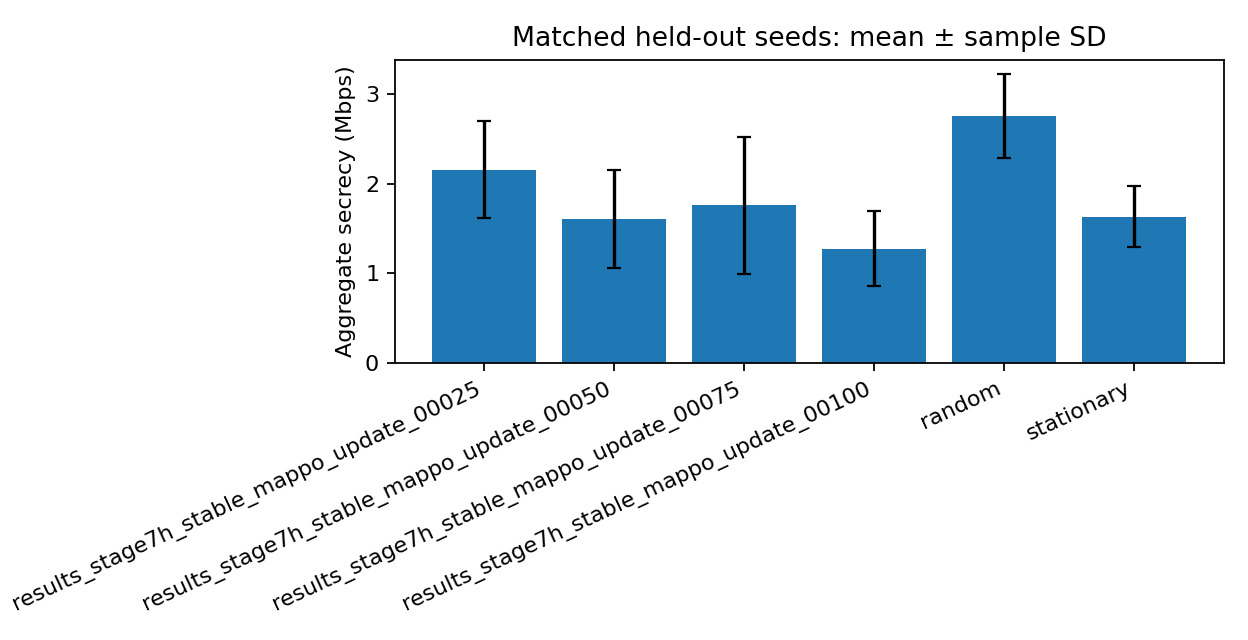 Matched held-out seeds: mean ± sample SD
Aggregate secrecy (Mbps)
3
2
1
0
results_stage7h_stable_mappo_update_00025
results_stage7h_stable_mappo_update_00050
results_stage7h_stable_mappo_update_00075
results_stage7h_stable_mappo_update_00100
random
stationary